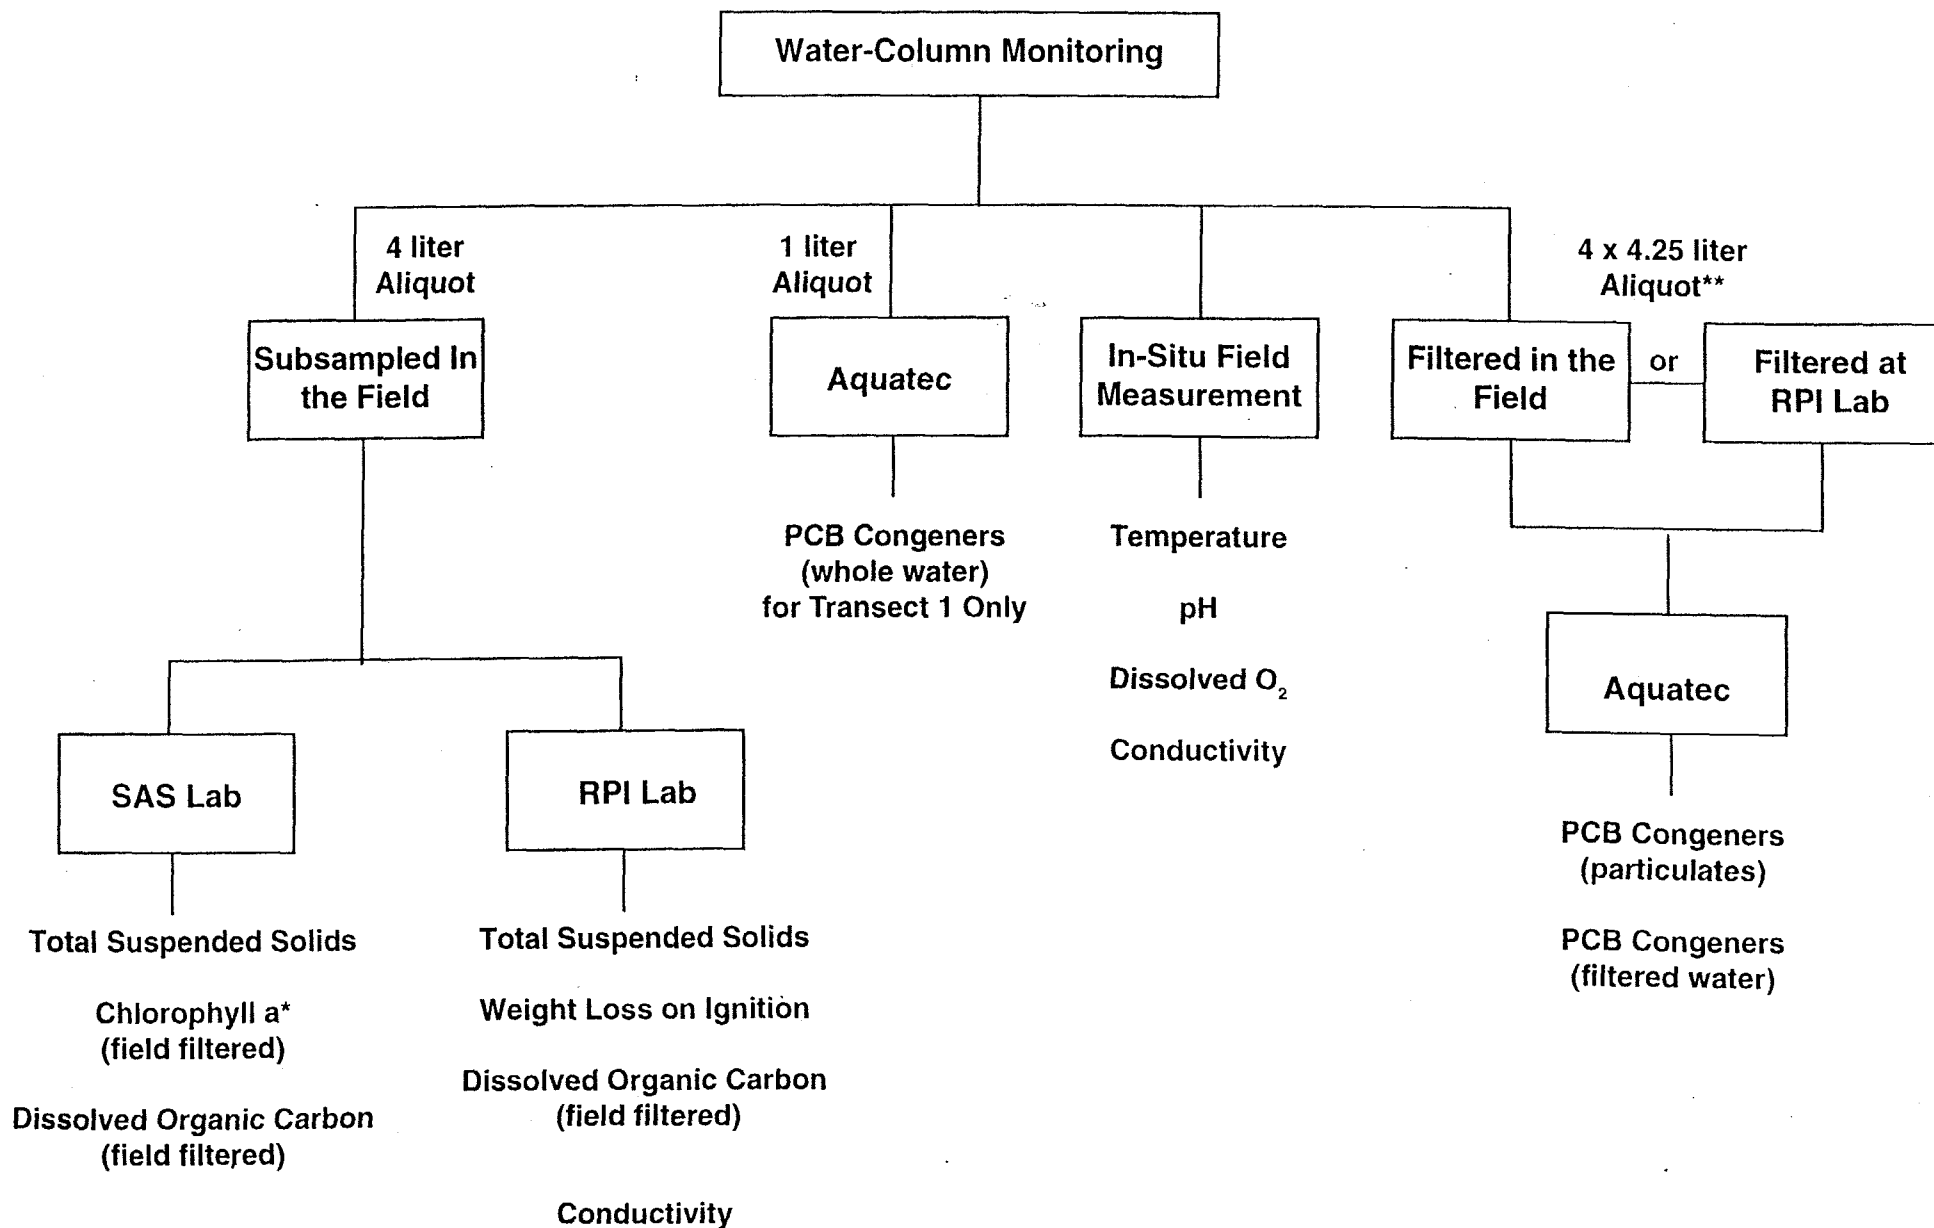 Water-Column Monitoring
4 liter
Aliquot
1 liter
Aliquot
4 x 4.25 liter
Aliquot**
Subsampled In
the Field
Aquatec
In-Situ Field
Measurement
Filtered in the
Field
or
Filtered at
RPI Lab
PCB Congeners
(whole water)
for Transect 1 Only
Temperature
pH
Dissolved O₂
Conductivity
Aquatec
PCB Congeners
(particulates)
PCB Congeners
(filtered water)
SAS Lab
Total Suspended Solids
Chlorophyll a*
(field filtered)
Dissolved Organic Carbon
(field filtered)
RPI Lab
Total Suspended Solids
Weight Loss on Ignition
Dissolved Organic Carbon
(field filtered)
Conductivity